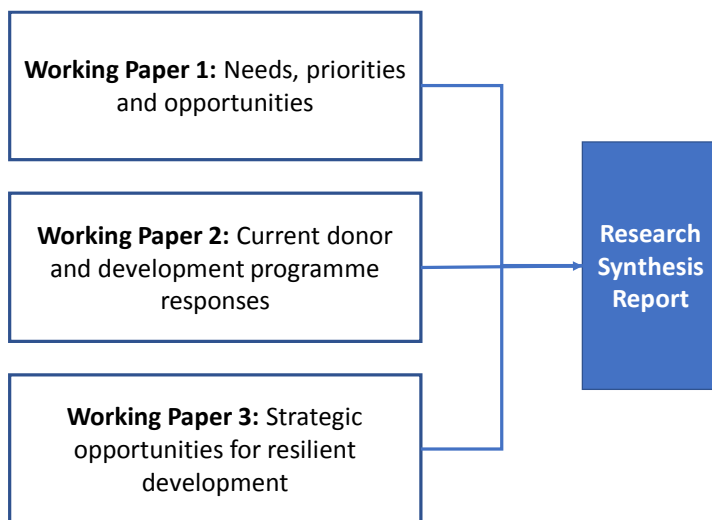 Working Paper 1: Needs, priorities
and opportunities
Working Paper 2: Current donor
and development programme
responses
Working Paper 3: Strategic
opportunities for resilient
development
Research
Synthesis
Report